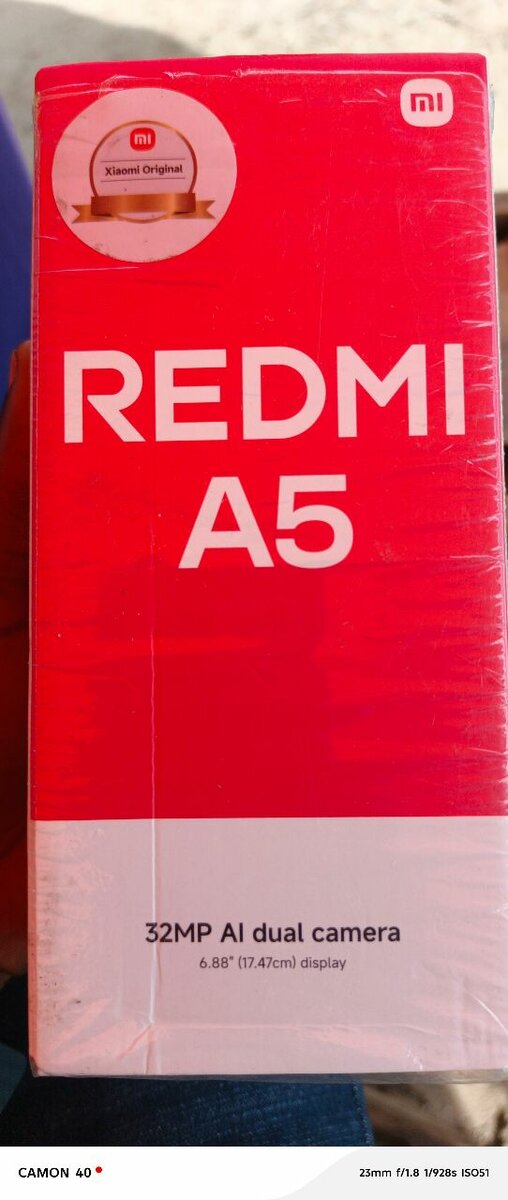 mi
mi
Xiaomi Original
REDMI
A5
32MP AI dual camera
6.88" (17.47cm) display
CAMON 40
23mm f/1.8 1/928s ISO51